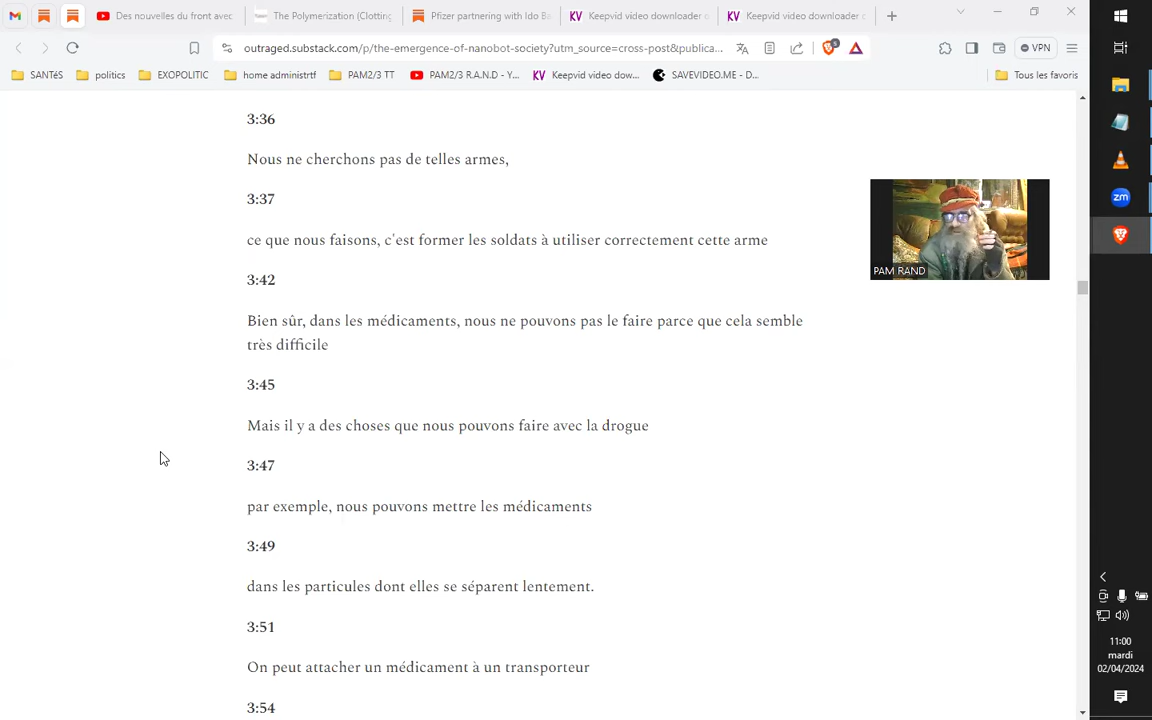 Des nouvelles du front avec
The Polymerization (Clotting
Pfizer partnering with Ido Ba
Keepvid video downloader o
Keepvid video downloader o
outraged.substack.com/p/the-emergence-of-nanobot-society?utm_source=cross-post&publica...
5
VPN
SANTéS
politics
EXOPOLITIC
home administrtf
PAM2/3 TT
PAM2/3 R.A.N.D - Y...
KV
Keepvid video dow...
SAVEVIDEO.ME - D...
Tous les favoris
3:36
Nous ne cherchons pas de telles armes,
3:37
ce que nous faisons, c'est former les soldats à utiliser correctement cette arme
3:42
Bien sûr, dans les médicaments, nous ne pouvons pas le faire parce que cela semble
très difficile
3:45
Mais il y a des choses que nous pouvons faire avec la drogue
3:47
par exemple, nous pouvons mettre les médicaments
3:49
dans les particules dont elles se séparent lentement.
3:51
On peut attacher un médicament à un transporteur
3:54
PAM RAND
zm
11:00
mardi
02/04/2024